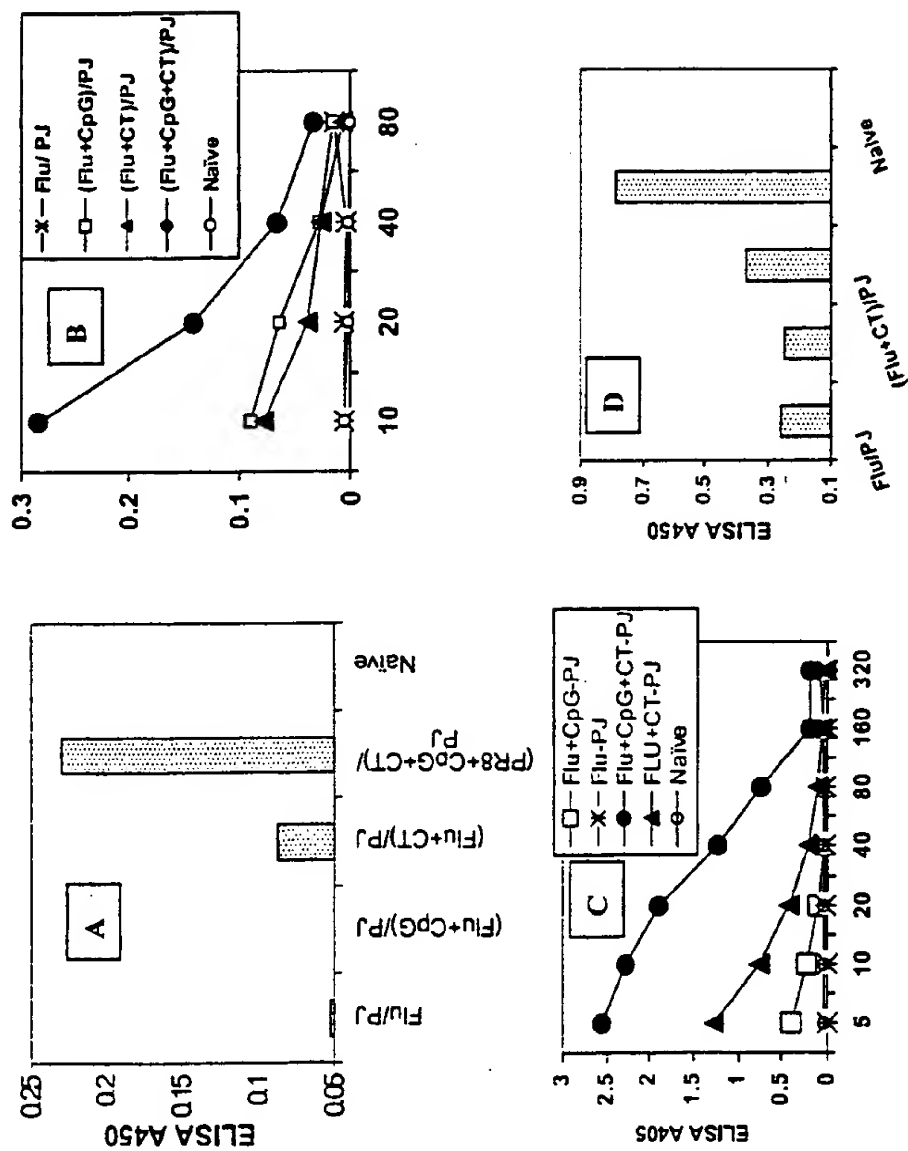 A
ELISA A450
0.25
0.2
0.15
0.1
0.05
Flu/PJ
(Flu+CpG)/PJ
(Flu+CT)/PJ
(PR8+CpG+CT)/
PJ
Naïve
B
0.3
0.2
0.1
0
10 20 40 80
Flu/ PJ
(Flu+CpG)/PJ
(Flu+CT)/PJ
(Flu+CpG+CT)/PJ
Naïve
C
ELISA A405
3
2.5
2
1.5
1
0.5
0
5 10 20 40 80 160 320
Flu+CpG-PJ
Flu-PJ
Flu+CpG+CT-PJ
FLU+CT-PJ
Naïve
D
ELISA A450
0.9
0.7
0.5
0.3
0.1
Flu/PJ
(Flu+CT)/PJ
Naive